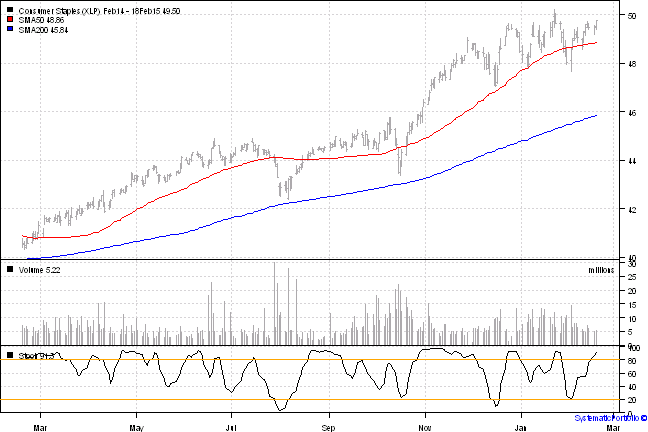 Consumer Staples (XLP) Feb14 - 18Feb15 49.50
SMA50 48.86
SMA200 45.84
50
48
46
44
42
40
Volume 5.22
millions
30
25
20
15
10
5
0
100
80
60
40
20
0
Mar May Jul Sep Nov Jan Mar
SystematicPortfolio ©